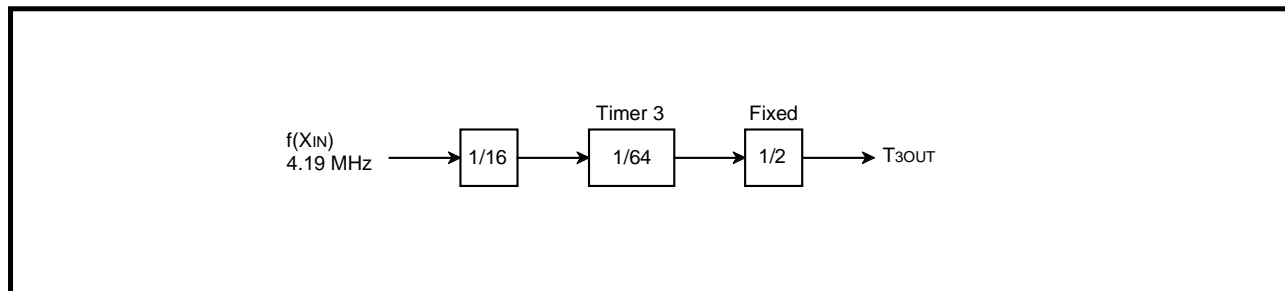 Timer 3
Fixed
f(XIN)
4.19 MHz
1/16
1/64
1/2
T3OUT